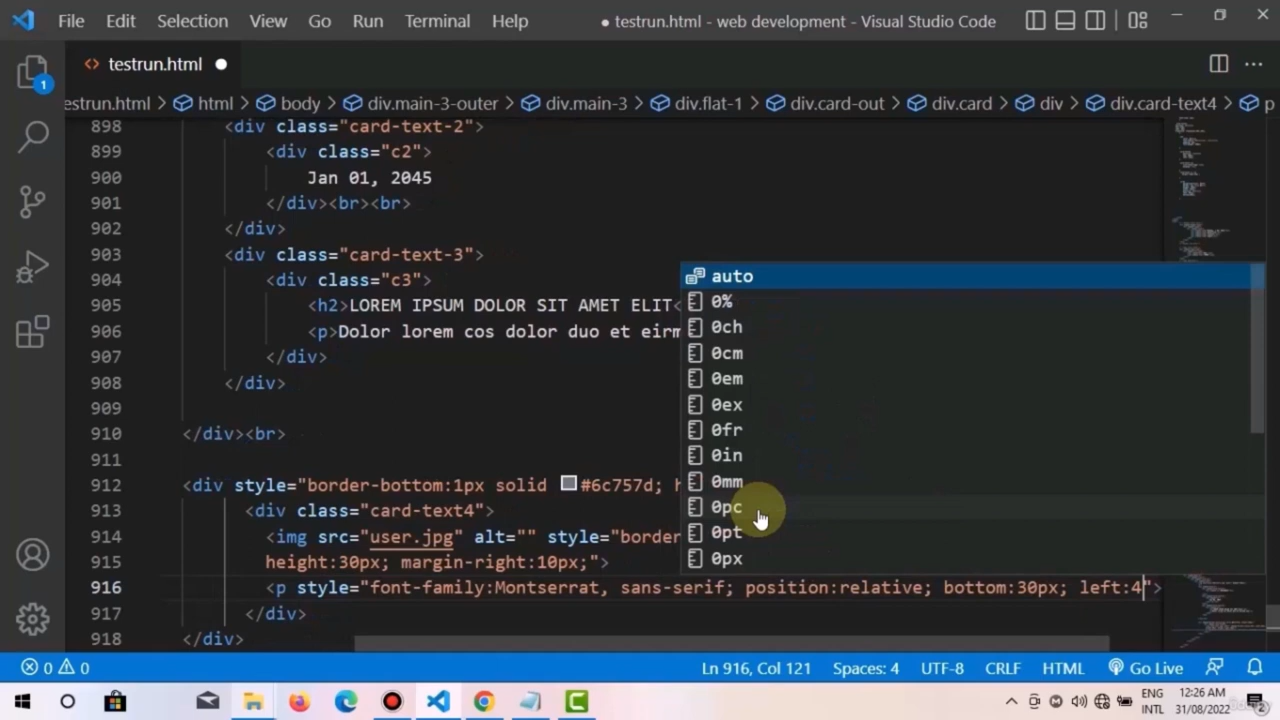 File Edit Selection View Go Run Terminal Help
● testrun.html - web development - Visual Studio Code
<> testrun.html ●
1
estrun.html > html > body > div.main-3-outer > div.main-3 > div.flat-1 > div.card-out > div.card > div > div.card-text4 > p
898 <div class="card-text-2">
899 <div class="c2">
900 Jan 01, 2045
901 </div><br><br>
902 </div>
903 <div class="card-text-3">
904 <div class="c3">
905 <h2>LOREM IPSUM DOLOR SIT AMET ELIT<
906 <p>Dolor lorem cos dolor duo et eirm
907 </div>
908 </div>
909
910 </div><br>
911
912 <div style="border-bottom:1px solid #6c757d; h
913 <div class="card-text4">
914 <img src="user.jpg" alt="" style="border
915 height:30px; margin-right:10px;">
916 <p style="font-family:Montserrat, sans-serif; position:relative; bottom:30px; left:4">
917 </div>
918 </div>
auto
0%
0ch
0cm
0em
0ex
0fr
0in
0mm
0pc
0pt
0px
0 0 Ln 916, Col 121 Spaces: 4 UTF-8 CRLF HTML Go Live
ENG 12:26 AM
INTL 31/08/2022 2